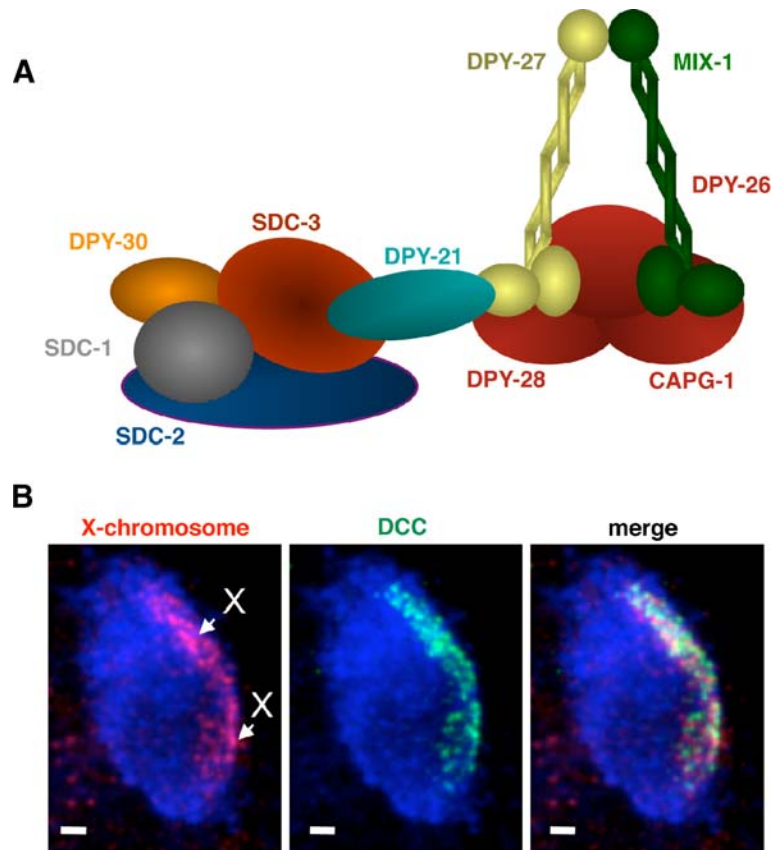 A
DPY-27
MIX-1
DPY-26
SDC-3
DPY-30
DPY-21
SDC-1
DPY-28
CAPG-1
SDC-2
B
X-chromosome
DCC
merge
X
X